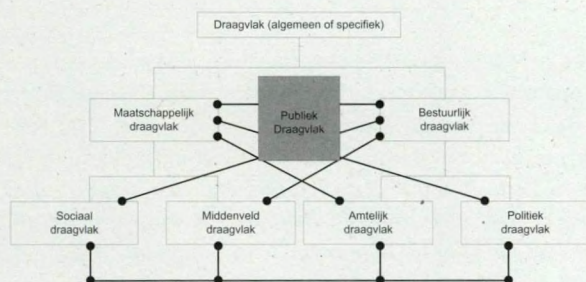 Draagvlak (algemeen of specifiek)
Maatschappelijk
draagvlak
Publiek
Draagvlak
Bestuurlijk
draagvlak
Sociaal
draagvlak
Middenveld
draagvlak
Amtelijk
draagvlak
Politiek
draagvlak